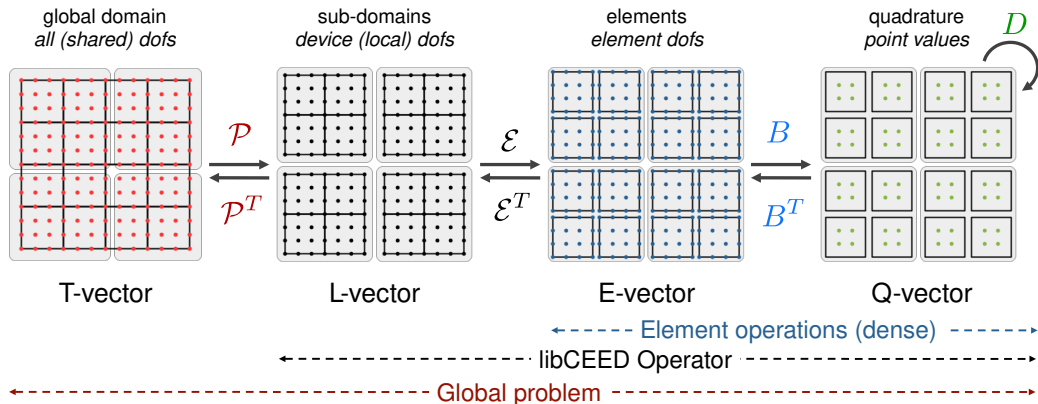 global domain
all (shared) dofs
sub-domains
device (local) dofs
elements
element dofs
quadrature
point values
D
𝒫
𝒫^T
ℰ
ℰ^T
B
B^T
T-vector
L-vector
E-vector
Q-vector
Element operations (dense)
libCEED Operator
Global problem